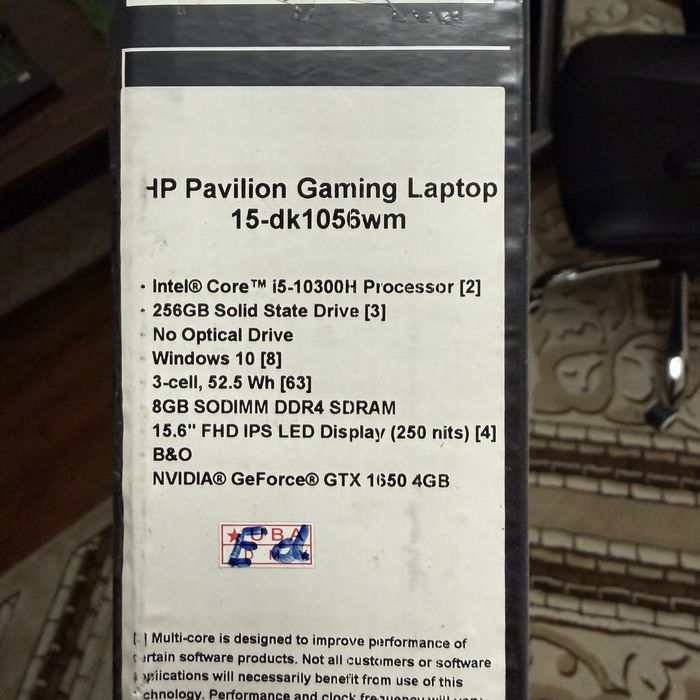 HP Pavilion Gaming Laptop
15-dk1056wm
· Intel® Core™ i5-10300H Processor [2]
· 256GB Solid State Drive [3]
No Optical Drive
Windows 10 [8]
3-cell, 52.5 Wh [63]
8GB SODIMM DDR4 SDRAM
15.6" FHD IPS LED Display (250 nits) [4]
B&O
NVIDIA® GeForce® GTX 1650 4GB
Ed
[ ] Multi-core is designed to improve performance of
certain software products. Not all customers or software
applications will necessarily benefit from use of this
technology. Performance and clock frequency will vary